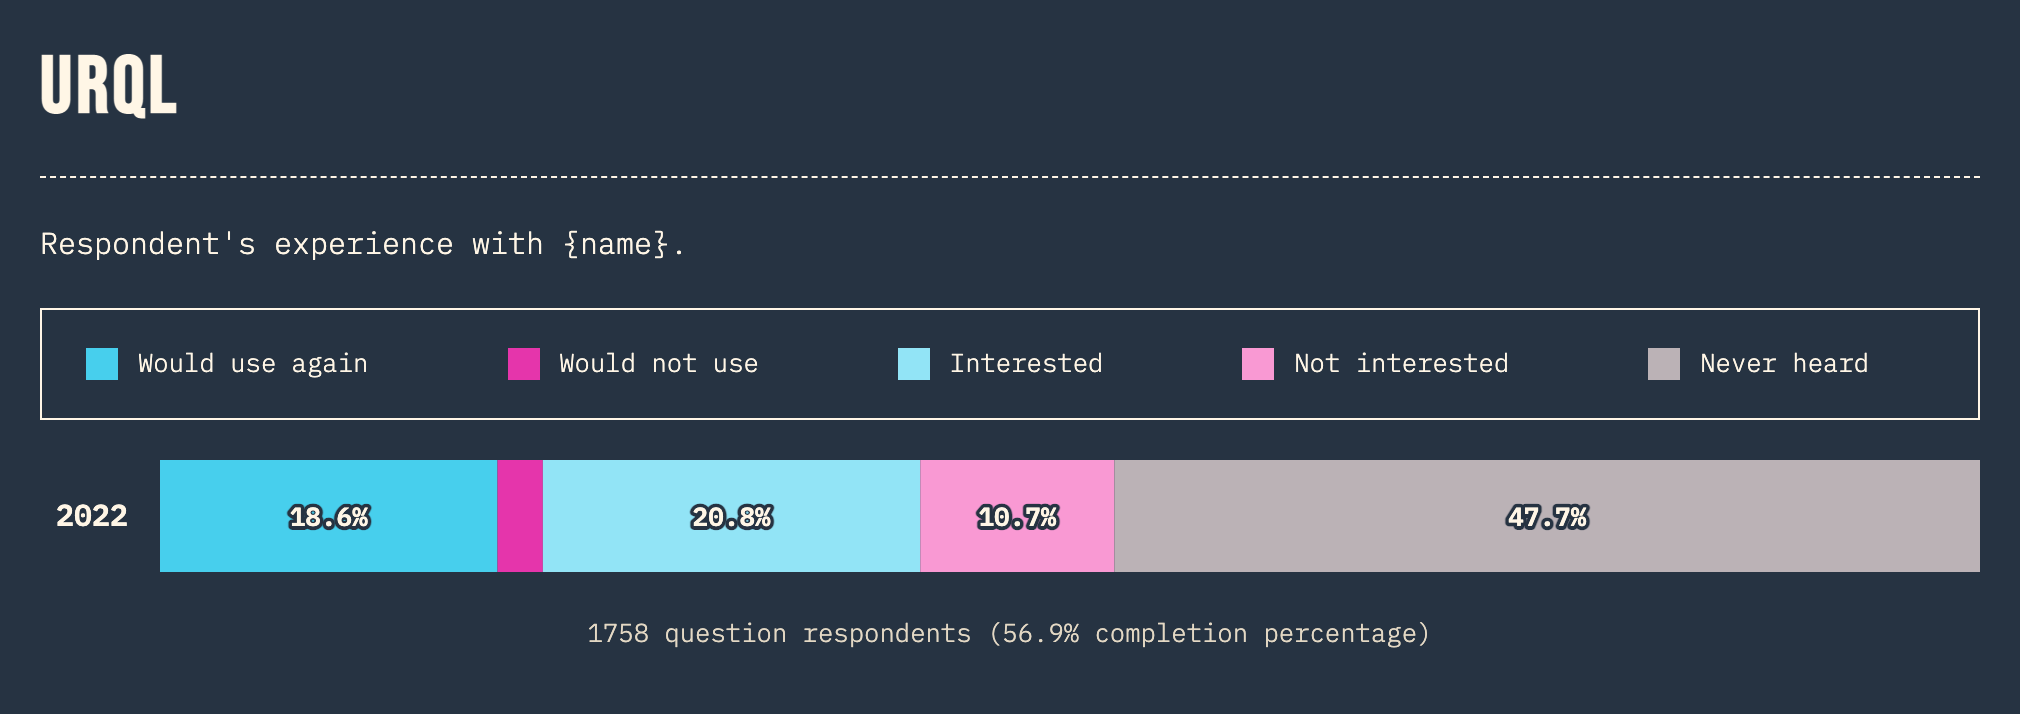 URQL
Respondent's experience with {name}.
Would use again Would not use Interested Not interested Never heard
2022 18.6% 20.8% 10.7% 47.7%
1758 question respondents (56.9% completion percentage)